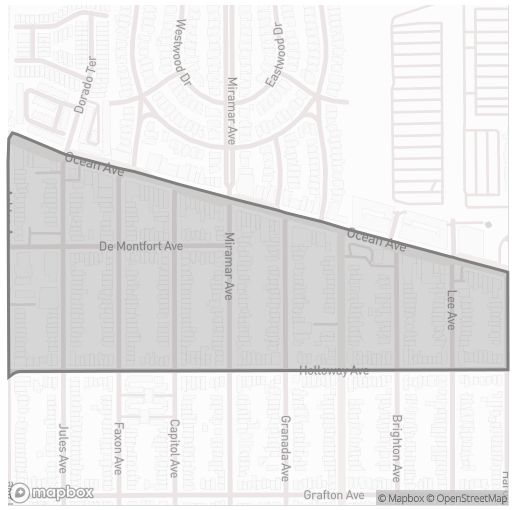 Westwood Dr
Eastwood Dr
Dorado Ter
Miramar Ave
Ocean Ave
Ocean Ave
De Montfort Ave
Miramar Ave
Lee Ave
Holloway Ave
Jules Ave
Faxon Ave
Capitol Ave
Granada Ave
Brighton Ave
Grafton Ave
mapbox
© Mapbox © OpenStreetMap